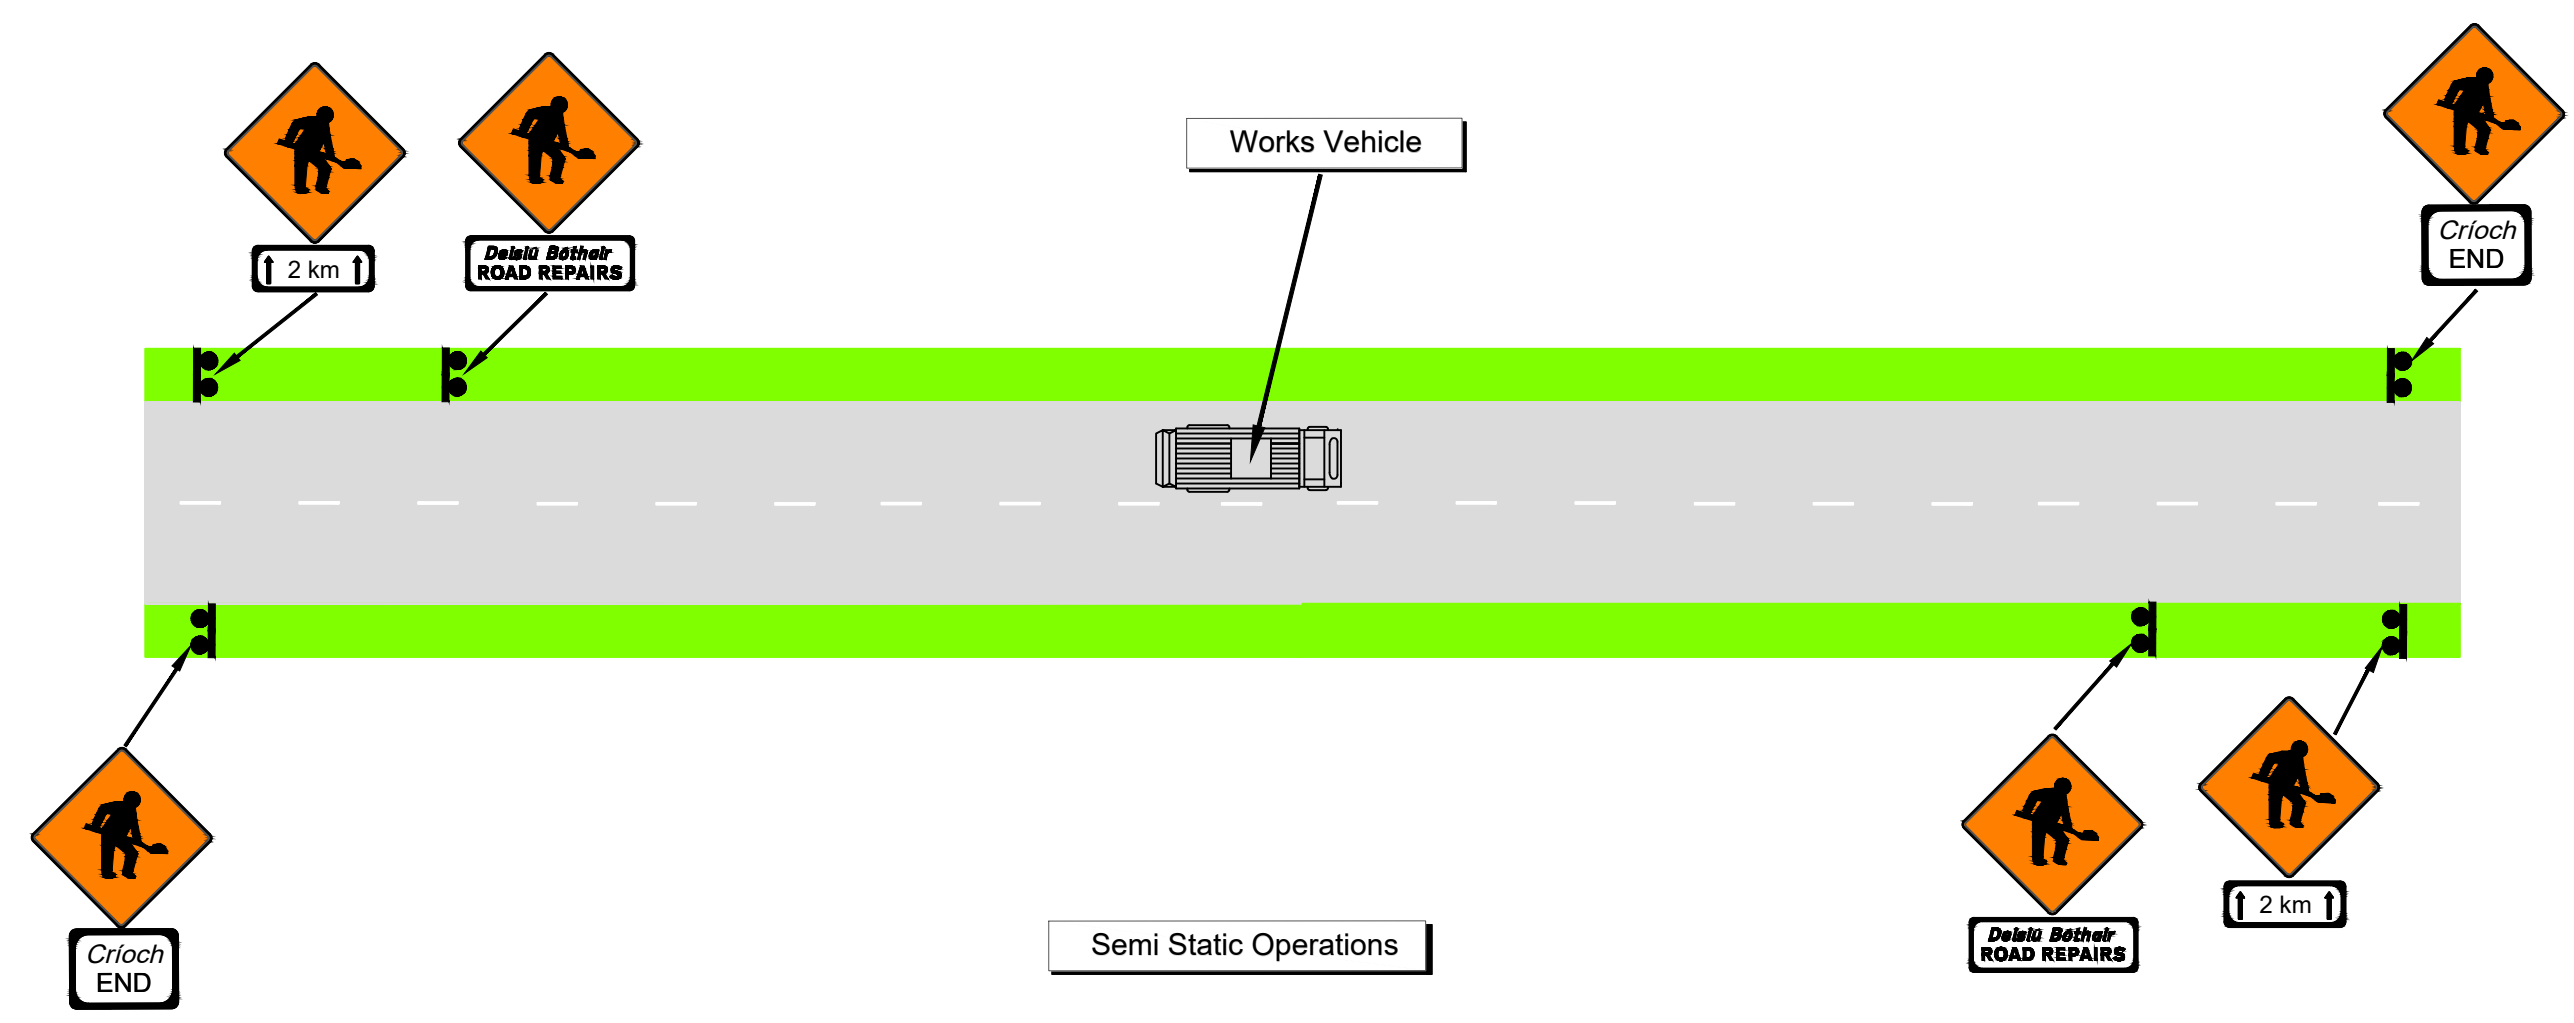 Works Vehicle
Críoch
END
2 km
Deisiú Bóthair
ROAD REPAIRS
Críoch
END
Semi Static Operations
Deisiú Bóthair
ROAD REPAIRS
2 km